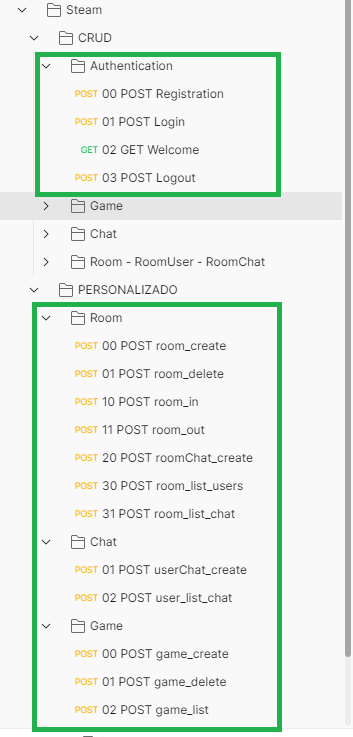 Steam
CRUD
Authentication
POST 00 POST Registration
POST 01 POST Login
GET 02 GET Welcome
POST 03 POST Logout
Game
Chat
Room - RoomUser - RoomChat
PERSONALIZADO
Room
POST 00 POST room_create
POST 01 POST room_delete
POST 10 POST room_in
POST 11 POST room_out
POST 20 POST roomChat_create
POST 30 POST room_list_users
POST 31 POST room_list_chat
Chat
POST 01 POST userChat_create
POST 02 POST user_list_chat
Game
POST 00 POST game_create
POST 01 POST game_delete
POST 02 POST game_list